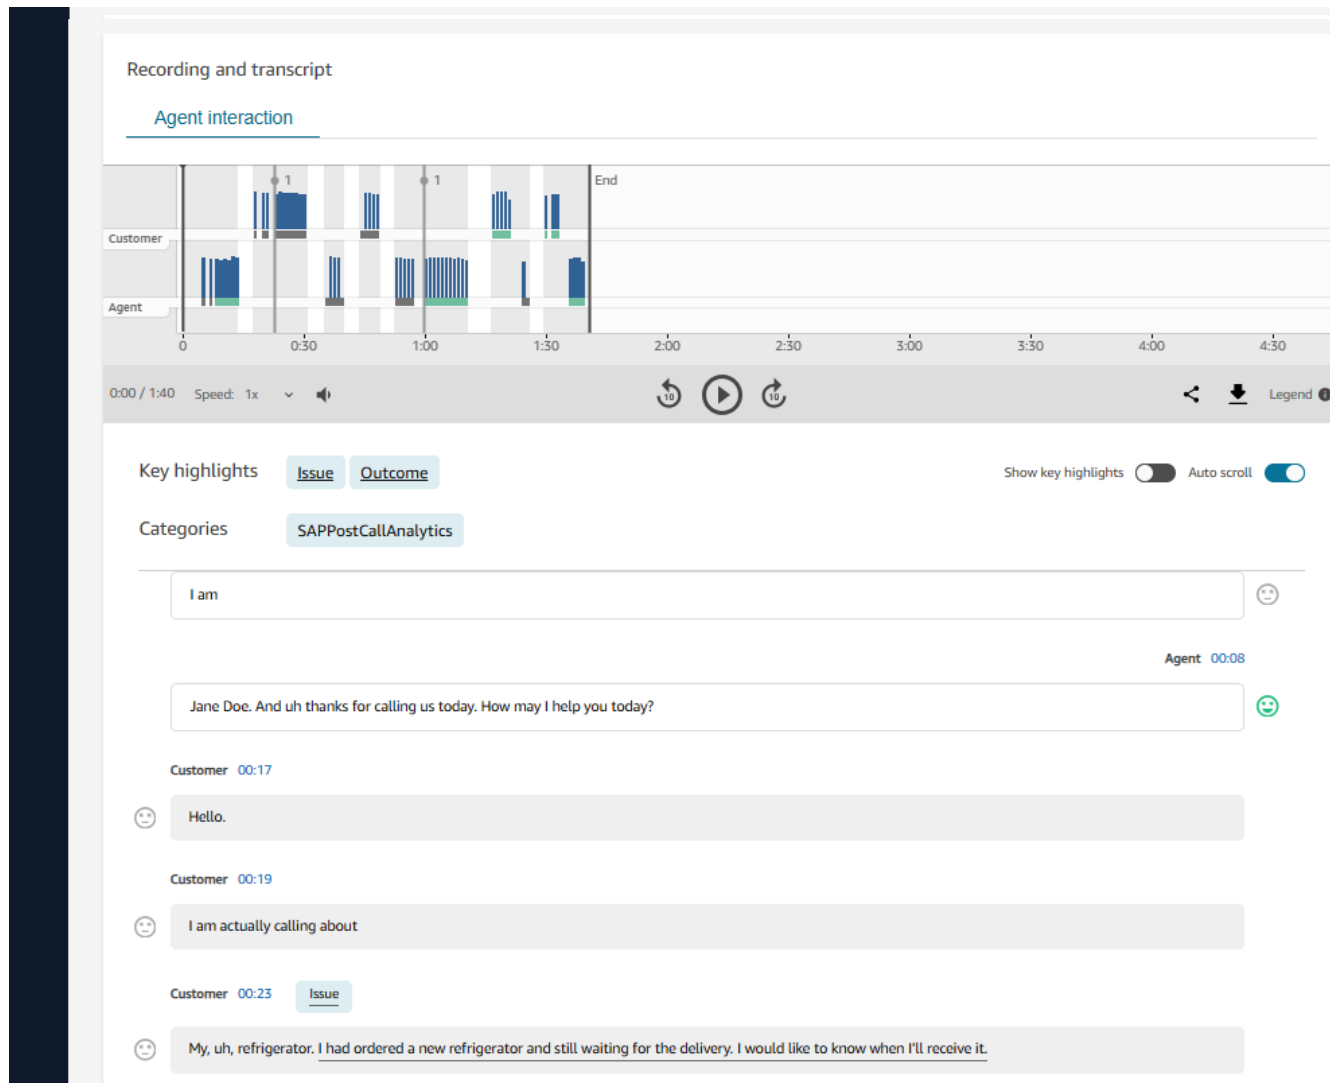 Recording and transcript
Agent interaction
1
1
End
Customer
Agent
0
0:30
1:00
1:30
2:00
2:30
3:00
3:30
4:00
4:30
0:00 / 1:40 Speed: 1x
10
10
Legend
Key highlights Issue Outcome
Show key highlights Auto scroll
Categories SAPPostCallAnalytics
I am
Agent 00:08
Jane Doe. And uh thanks for calling us today. How may I help you today?
Customer 00:17
Hello.
Customer 00:19
I am actually calling about
Customer 00:23 Issue
My, uh, refrigerator. I had ordered a new refrigerator and still waiting for the delivery. I would like to know when I'll receive it.